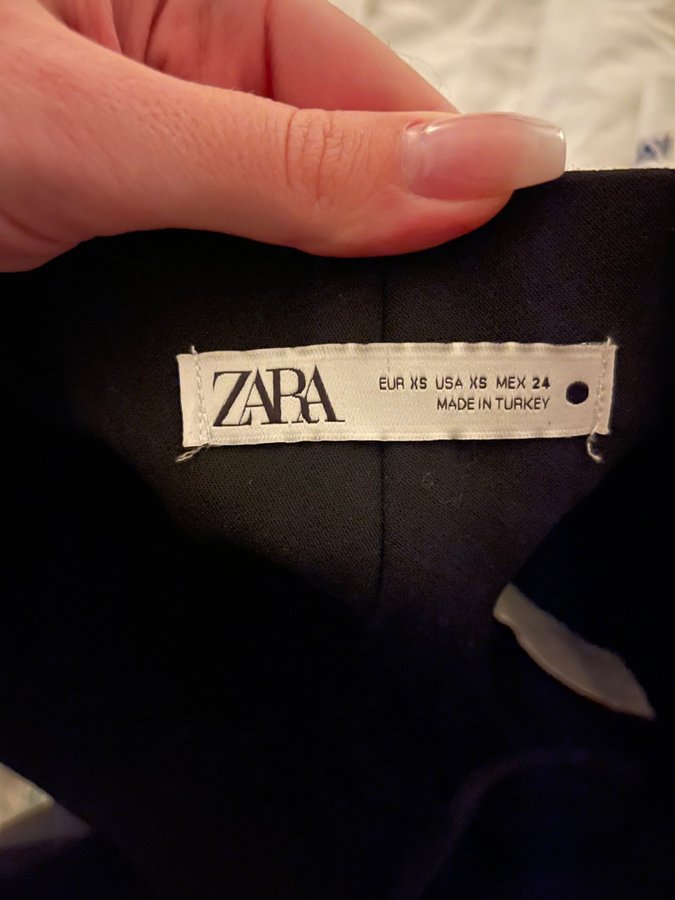 ZARA
EUR XS USA XS MEX 24
MADE IN TURKEY